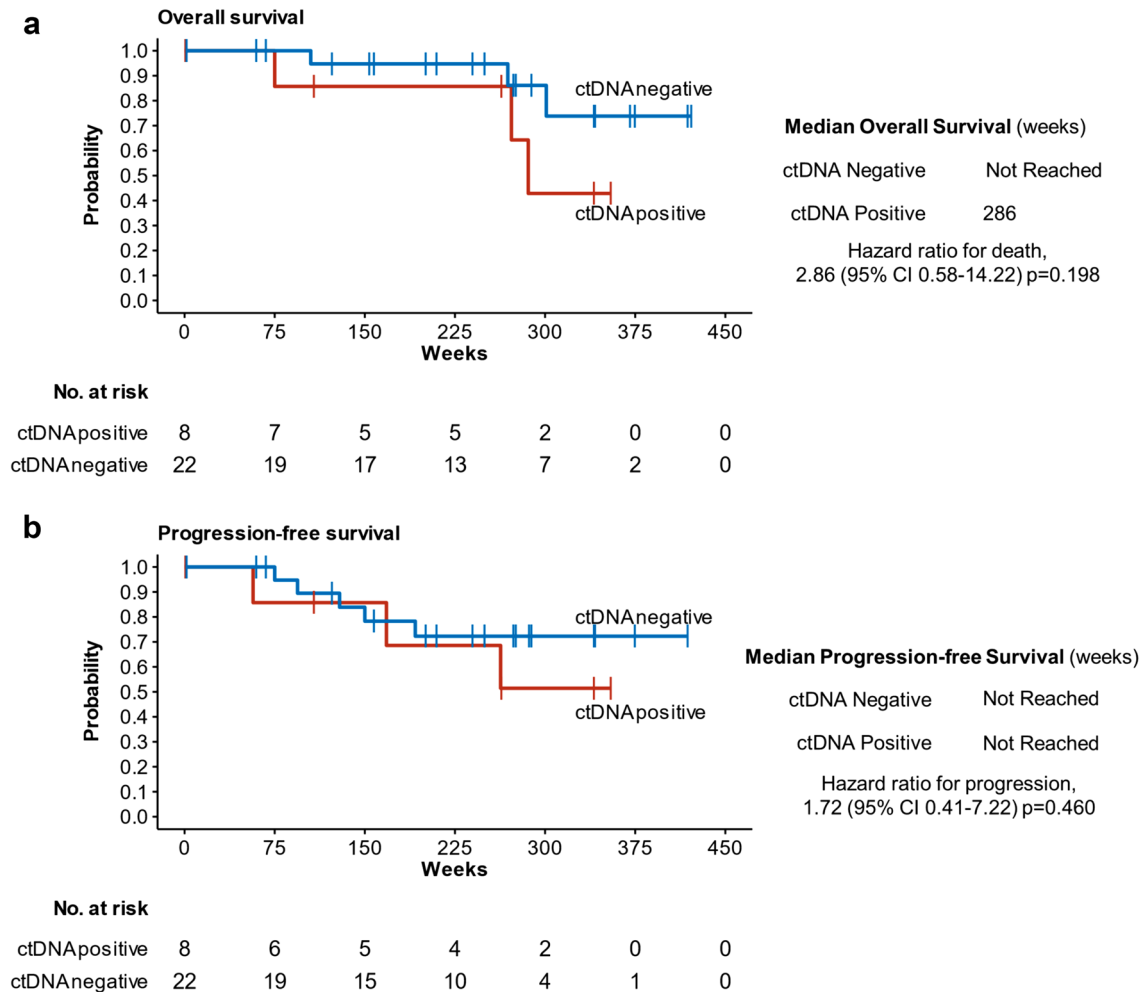 a
Overall survival
1.0
0.9
0.8
0.7
0.6
0.5
0.4
0.3
0.2
0.1
0.0
Probability
ctDNAnegative
ctDNApositive
0 75 150 225 300 375 450
Weeks
Median Overall Survival (weeks)
ctDNA Negative Not Reached
ctDNA Positive 286
Hazard ratio for death,
2.86 (95% CI 0.58-14.22) p=0.198
No. at risk
ctDNApositive 8 7 5 5 2 0 0
ctDNAnegative 22 19 17 13 7 2 0
b
Progression-free survival
1.0
0.9
0.8
0.7
0.6
0.5
0.4
0.3
0.2
0.1
0.0
Probability
ctDNAnegative
ctDNApositive
0 75 150 225 300 375 450
Weeks
Median Progression-free Survival (weeks)
ctDNA Negative Not Reached
ctDNA Positive Not Reached
Hazard ratio for progression,
1.72 (95% CI 0.41-7.22) p=0.460
No. at risk
ctDNApositive 8 6 5 4 2 0 0
ctDNAnegative 22 19 15 10 4 1 0